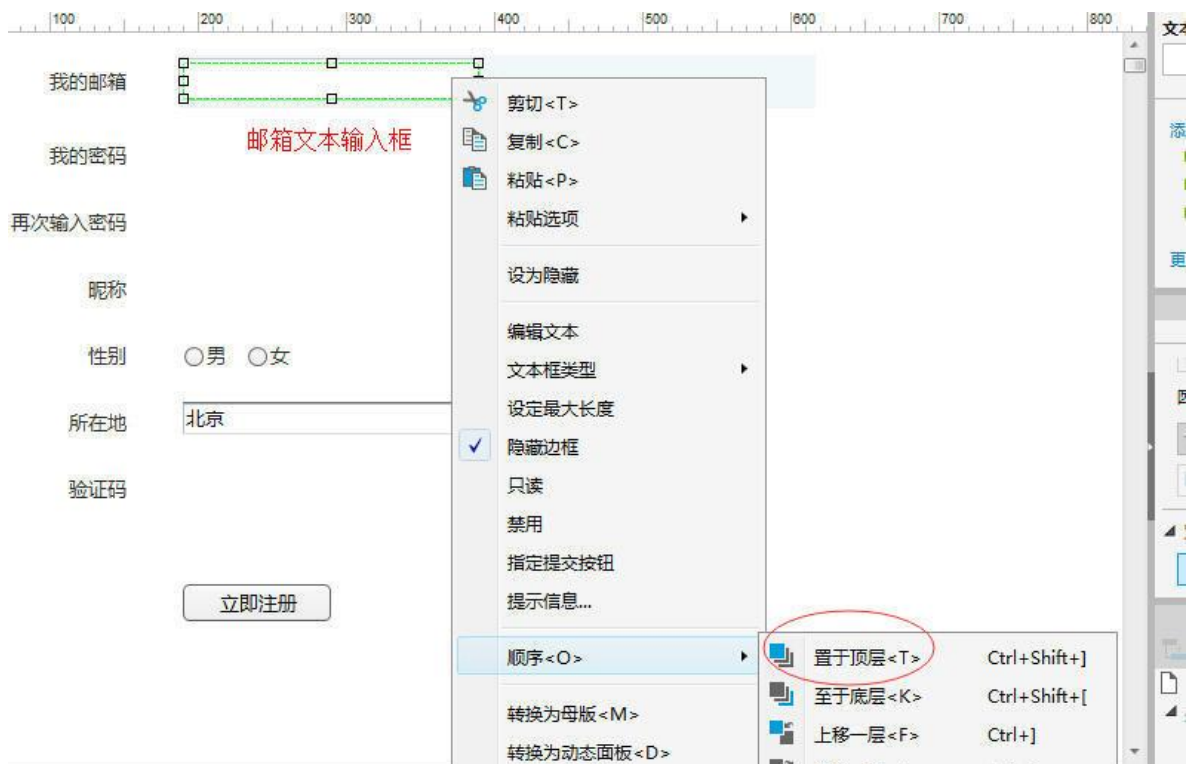 100 200 300 400 500 600 700 800
文本
我的邮箱
邮箱文本输入框
我的密码
再次输入密码
昵称
性别 男 女
所在地 北京
验证码
立即注册
剪切<T>
复制<C>
粘贴<P>
粘贴选项
设为隐藏
编辑文本
文本框类型
设定最大长度
隐藏边框
只读
禁用
指定提交按钮
提示信息...
顺序<O>
转换为母版<M>
转换为动态面板<D>
置于顶层<T> Ctrl+Shift+]
至于底层<K> Ctrl+Shift+[
上移一层<F> Ctrl+]
添
更